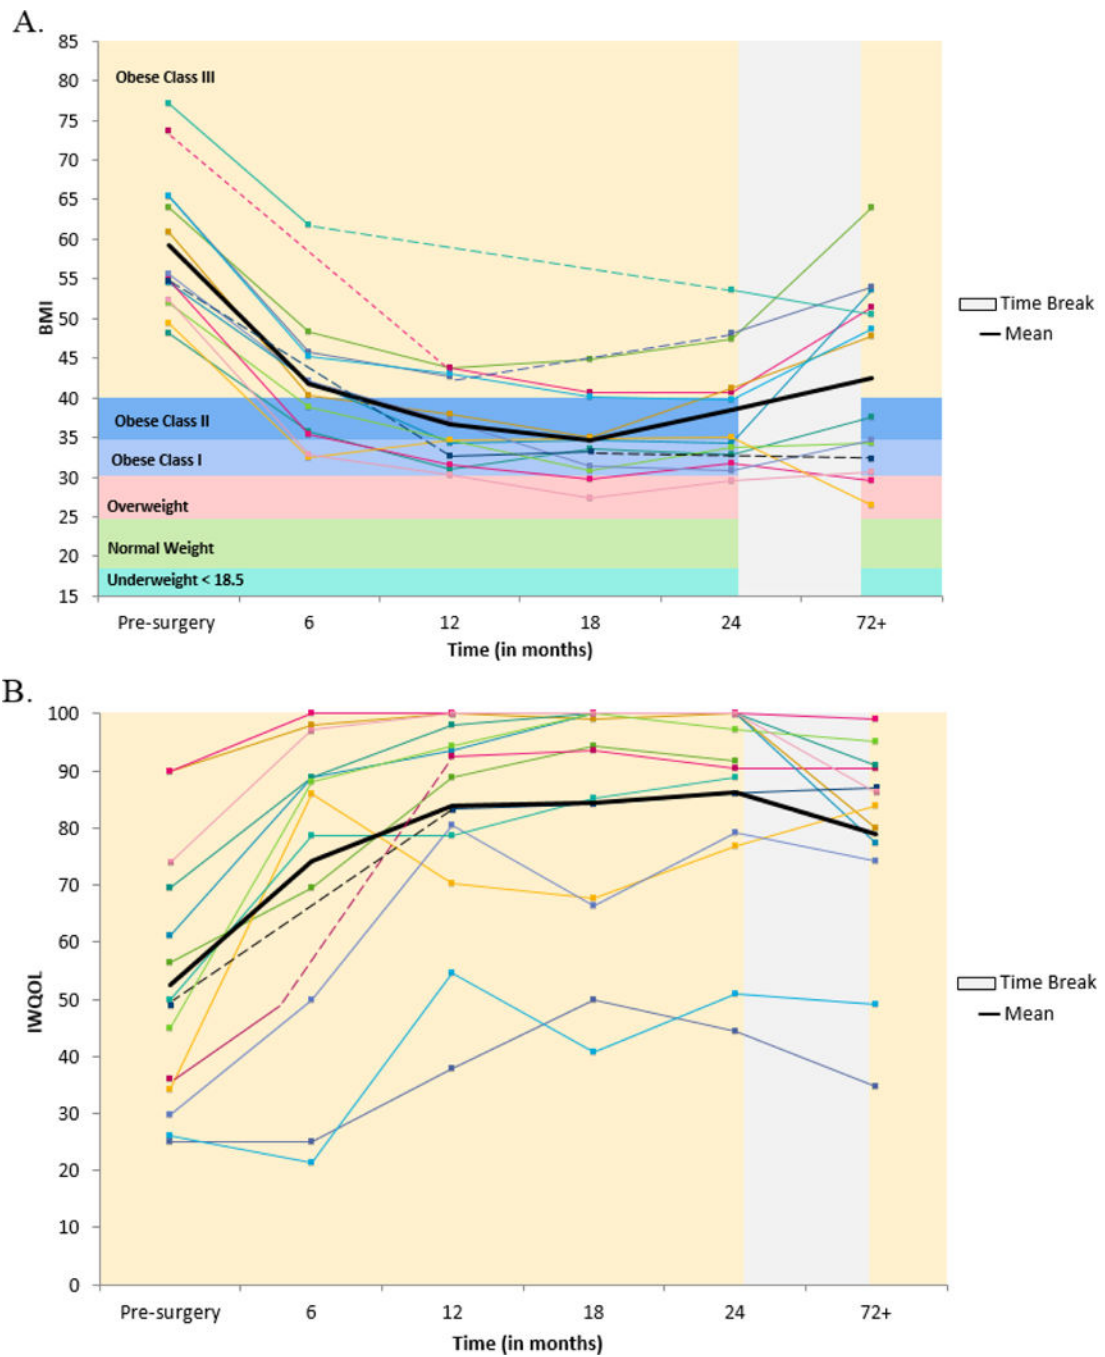 A.
85
80
75
70
65
60
55
50
45
40
35
30
25
20
15
BMI
Obese Class III
Obese Class II
Obese Class I
Overweight
Normal Weight
Underweight < 18.5
Pre-surgery 6 12 18 24 72+
Time (in months)
Time Break
Mean
B.
100
90
80
70
60
50
40
30
20
10
0
IWQOL
Pre-surgery 6 12 18 24 72+
Time (in months)
Time Break
Mean